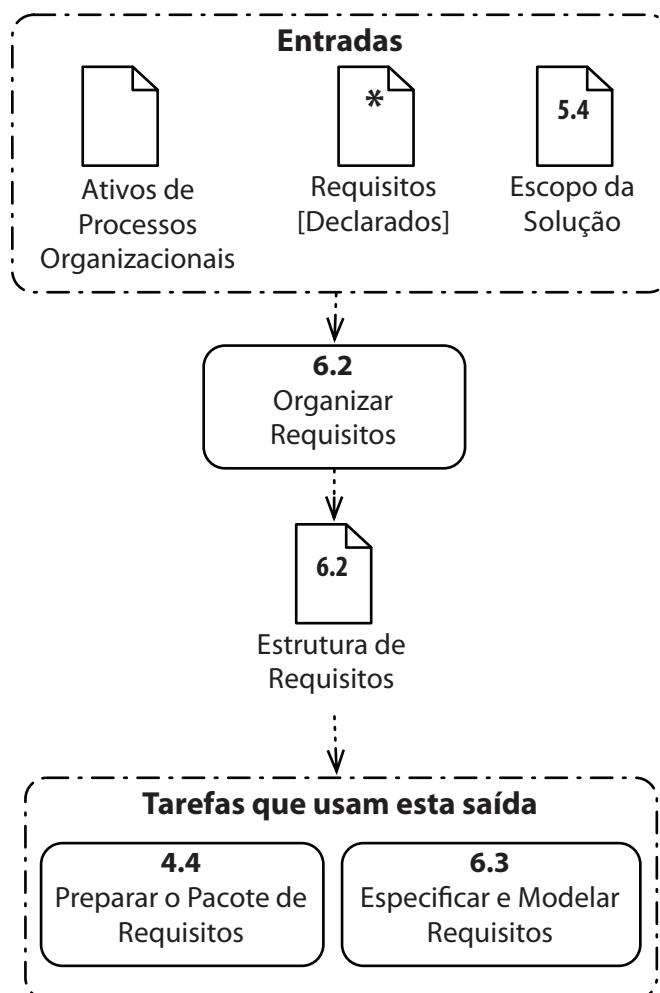 Entradas
*
5.4
Ativos de
Processos
Organizacionais
Requisitos
[Declarados]
Escopo da
Solução
6.2
Organizar
Requisitos
6.2
Estrutura de
Requisitos
Tarefas que usam esta saída
4.4
Preparar o Pacote de
Requisitos
6.3
Especificar e Modelar
Requisitos